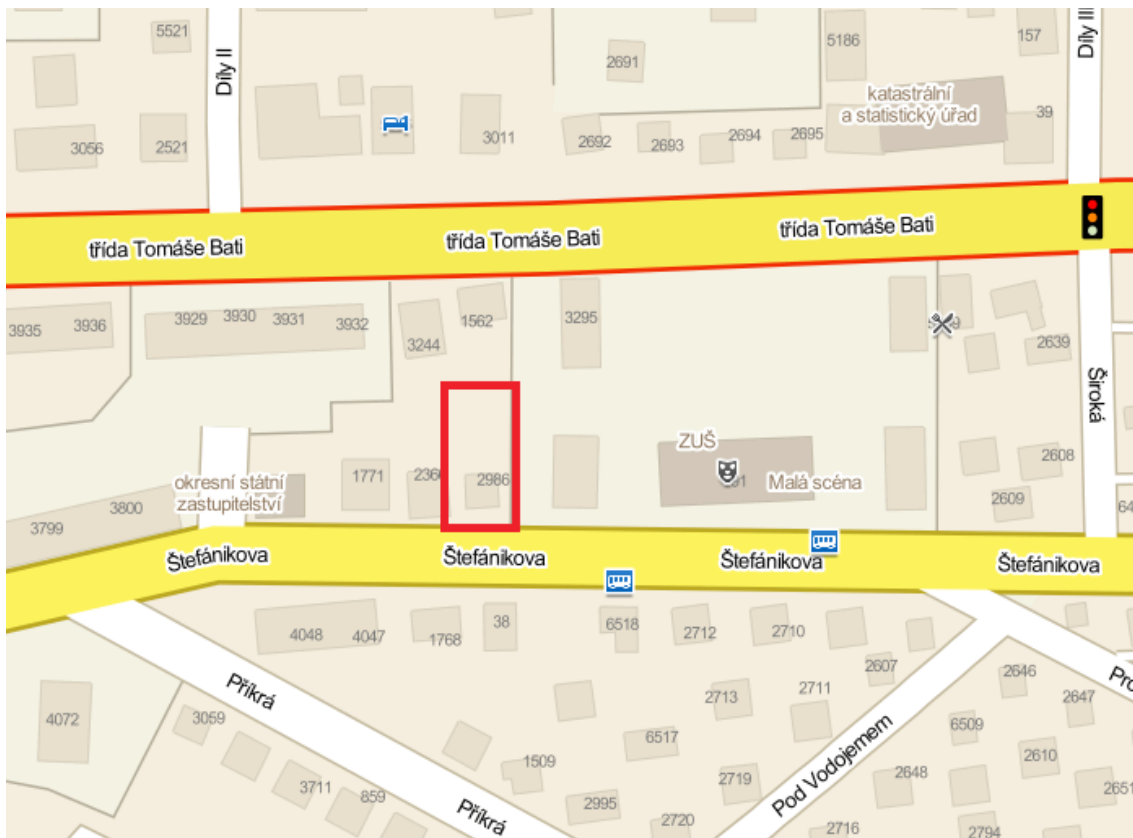 5521
Díly II
2691
5186
157
Díly III
katastrální
a statistický úřad
3056
2521
3011
2692
2693
2694
2695
39
třída Tomáše Bati
třída Tomáše Bati
třída Tomáše Bati
3935
3936
3929
3930
3931
3932
3244
1562
3295
2639
Široká
ZUŠ
okresní státní
zastupitelství
1771
2986
Malá scéna
2608
2609
3799
3800
Štefánikova
Štefánikova
Štefánikova
Štefánikova
4048
4047
1768
38
6518
2712
2710
2607
2646
2647
4072
Příkrá
3059
2713
2711
6509
6517
2610
1509
2719
Pod Vodojemem
2648
2651
3711
859
Příkrá
2995
2720
2716
2794